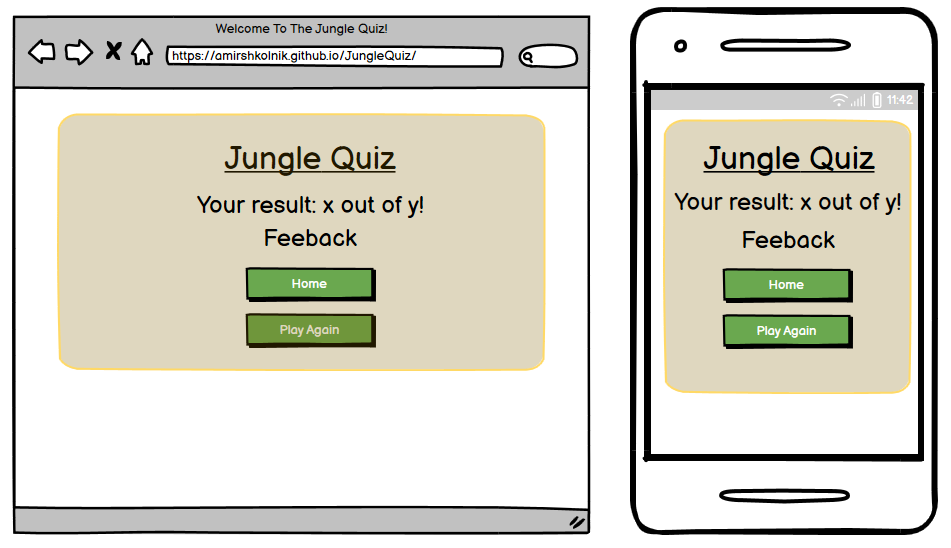 Welcome To The Jungle Quiz!
https://amirshkolnik.github.io/JungleQuiz/
Jungle Quiz
Your result: x out of y!
Feeback
Home
Play Again
11:42
Jungle Quiz
Your result: x out of y!
Feeback
Home
Play Again